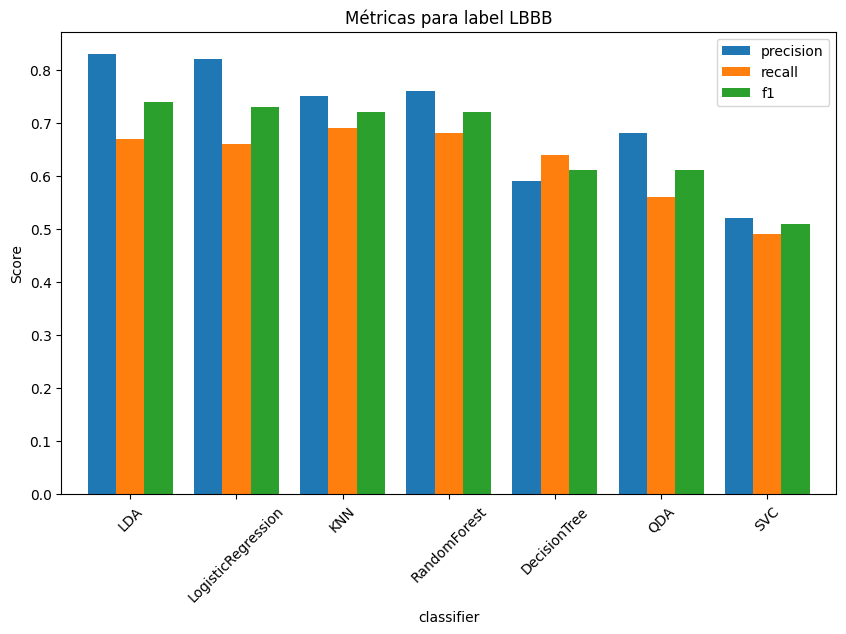 Métricas para label LBBB
precision
recall
f1
Score
0.8
0.7
0.6
0.5
0.4
0.3
0.2
0.1
0.0
LDA
LogisticRegression
KNN
RandomForest
DecisionTree
QDA
SVC
classifier